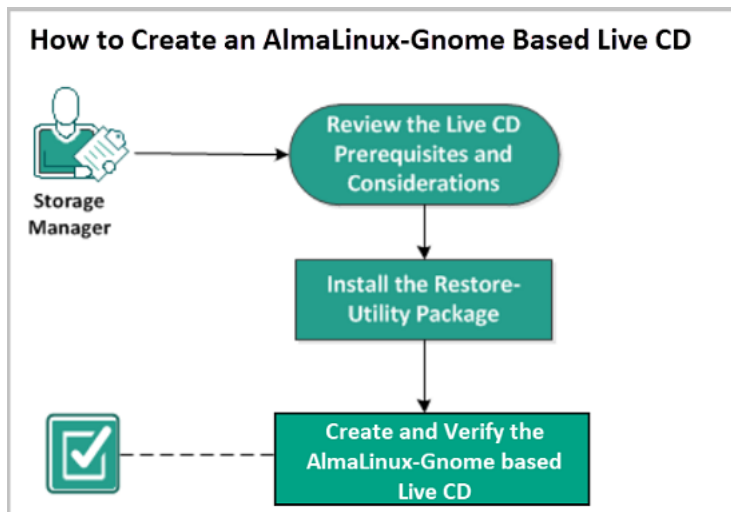 How to Create an AlmaLinux-Gnome Based Live CD
Review the Live CD
Prerequisites and
Considerations
Storage
Manager
Install the Restore-
Utility Package
Create and Verify the
AlmaLinux-Gnome based
Live CD